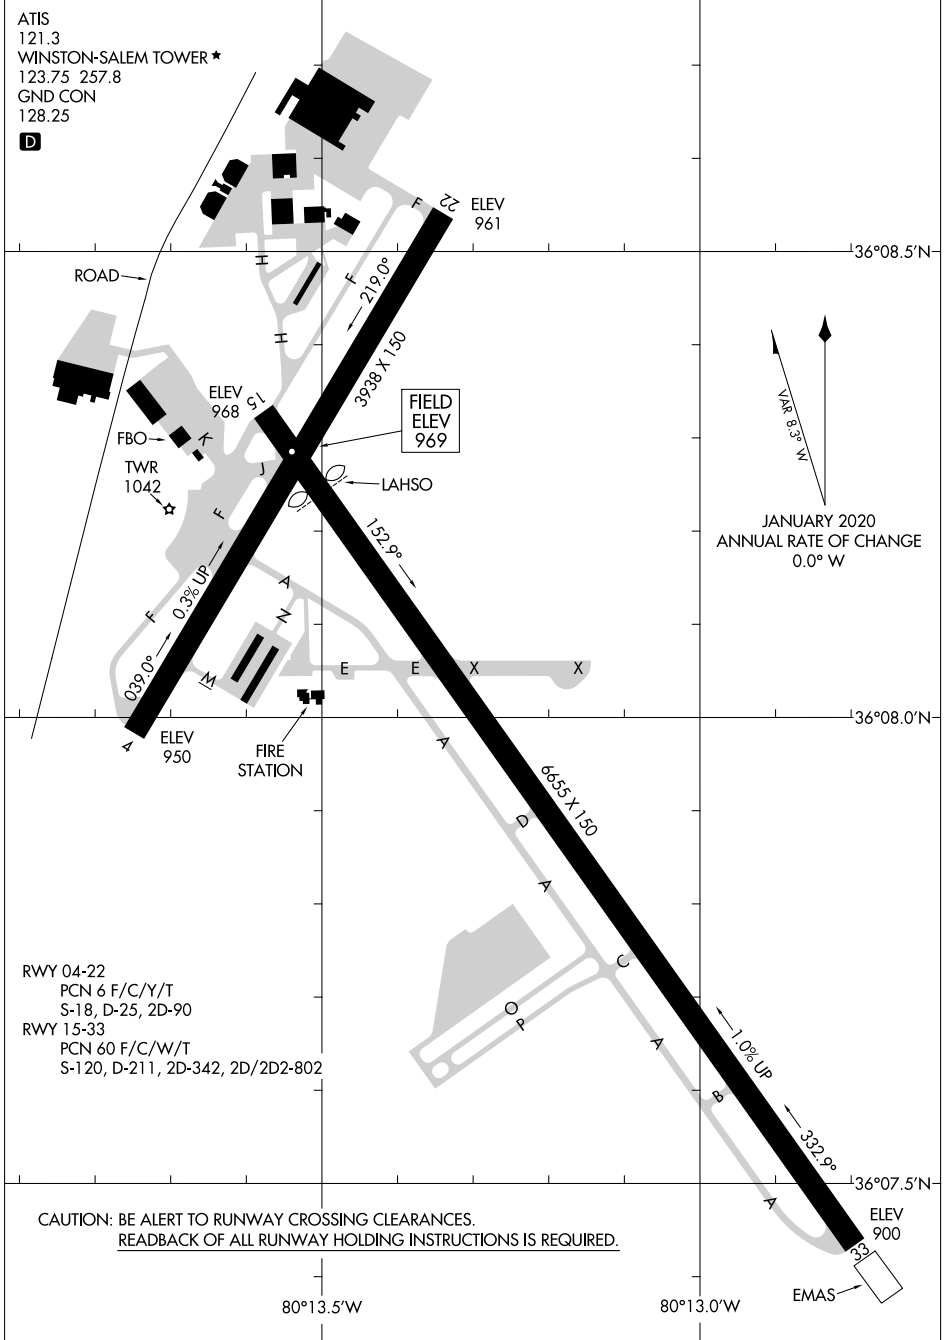 ATIS
121.3
WINSTON-SALEM TOWER ★
123.75 257.8
GND CON
128.25
D
F
22
ELEV
961
36°08.5'N
H
ROAD
F
219.0°
H
3938 X 150
ELEV
968
15
FIELD
ELEV
969
VAR 8.3° W
FBO
K
TWR
1042
J
LAHSO
F
152.9°
JANUARY 2020
ANNUAL RATE OF CHANGE
0.0° W
0.3% UP
A
F
N
039.0°
M
E
E
X
X
4
ELEV
950
FIRE
STATION
A
36°08.0'N
6655 X 150
D
A
C
O
P
A
RWY 04-22
PCN 6 F/C/Y/T
S-18, D-25, 2D-90
RWY 15-33
PCN 60 F/C/W/T
S-120, D-211, 2D-342, 2D/2D2-802
1.0% UP
B
332.9°
36°07.5'N
A
CAUTION: BE ALERT TO RUNWAY CROSSING CLEARANCES.
READBACK OF ALL RUNWAY HOLDING INSTRUCTIONS IS REQUIRED.
ELEV
900
33
EMAS
80°13.5'W
80°13.0'W